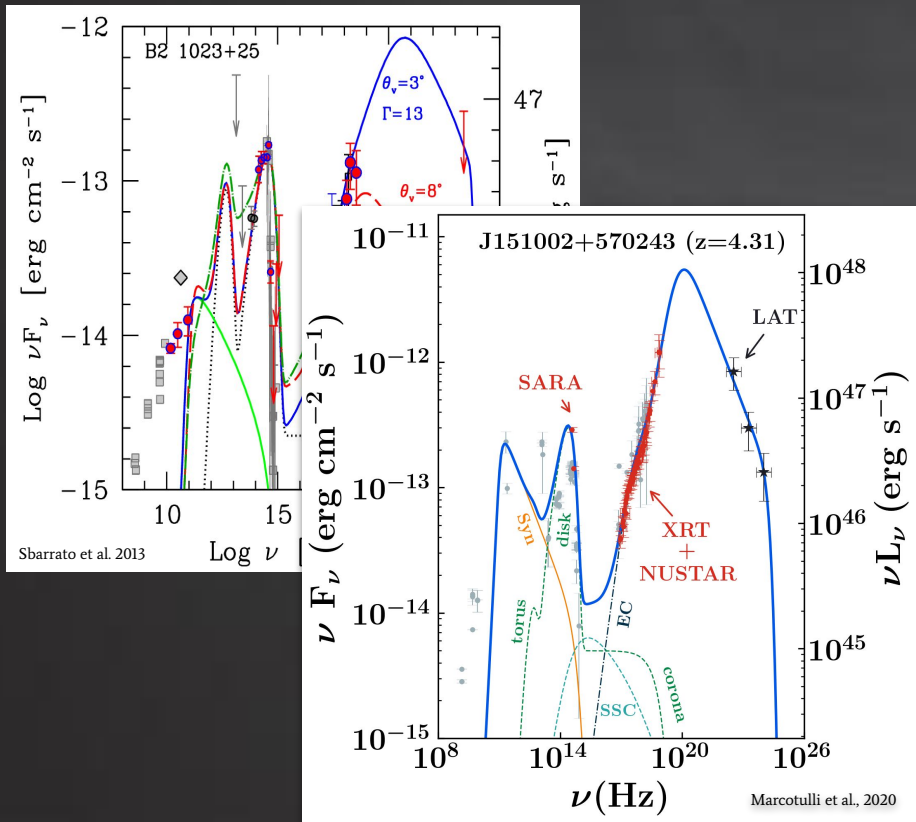 −12
B2 1023+25
θᵥ=3°
Γ=13
47
−13
θᵥ=8°
−14
−15
10
15
Log νFν [erg cm⁻² s⁻¹]
s⁻¹]
Log ν [
Sbarrato et al. 2013
J151002+570243 (z=4.31)
10⁻¹¹
10⁻¹²
10⁻¹³
10⁻¹⁴
10⁻¹⁵
10⁴⁸
10⁴⁷
10⁴⁶
10⁴⁵
LAT
SARA
XRT
+
NUSTAR
Syn
disk
torus
EC
SSC
corona
10⁸
10¹⁴
10²⁰
10²⁶
ν Fν (erg cm⁻² s⁻¹)
νLν (erg s⁻¹)
ν(Hz)
Marcotulli et al., 2020